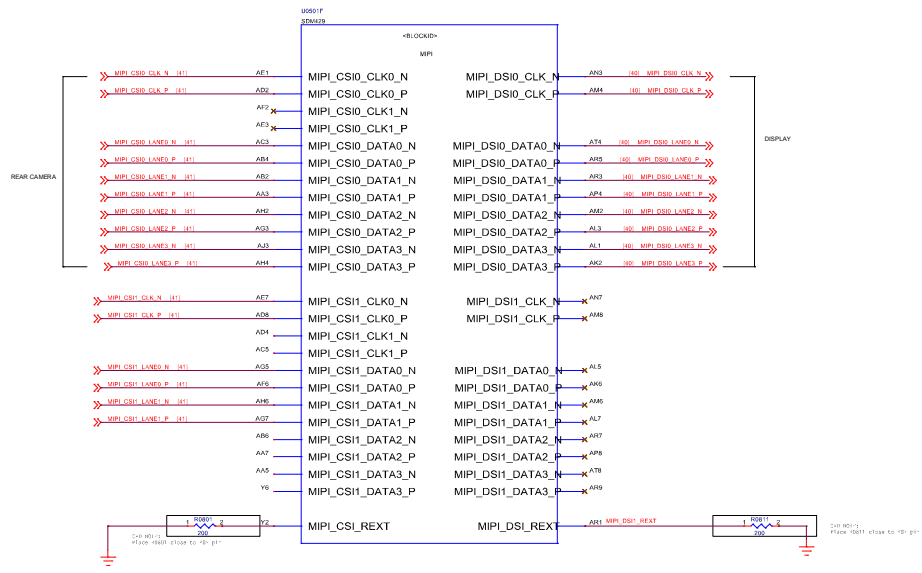 U0501F
SDM429
<BLOCKID>
MIPI
REAR CAMERA
DISPLAY
MIPI_CSI0_CLK_N [41] AE1 MIPI_CSI0_CLK0_N
MIPI_CSI0_CLK_P [41] AD2 MIPI_CSI0_CLK0_P
AF2 MIPI_CSI0_CLK1_N
AE3 MIPI_CSI0_CLK1_P
MIPI_CSI0_LANE0_N [41] AC3 MIPI_CSI0_DATA0_N
MIPI_CSI0_LANE0_P [41] AB4 MIPI_CSI0_DATA0_P
MIPI_CSI0_LANE1_N [41] AB2 MIPI_CSI0_DATA1_N
MIPI_CSI0_LANE1_P [41] AA3 MIPI_CSI0_DATA1_P
MIPI_CSI0_LANE2_N [41] AH2 MIPI_CSI0_DATA2_N
MIPI_CSI0_LANE2_P [41] AG3 MIPI_CSI0_DATA2_P
MIPI_CSI0_LANE3_N [41] AJ3 MIPI_CSI0_DATA3_N
MIPI_CSI0_LANE3_P [41] AH4 MIPI_CSI0_DATA3_P
MIPI_CSI1_CLK_N [41] AE7 MIPI_CSI1_CLK0_N
MIPI_CSI1_CLK_P [41] AD8 MIPI_CSI1_CLK0_P
AD4 MIPI_CSI1_CLK1_N
AC5 MIPI_CSI1_CLK1_P
MIPI_CSI1_LANE0_N [41] AG5 MIPI_CSI1_DATA0_N
MIPI_CSI1_LANE0_P [41] AF6 MIPI_CSI1_DATA0_P
MIPI_CSI1_LANE1_N [41] AH6 MIPI_CSI1_DATA1_N
MIPI_CSI1_LANE1_P [41] AG7 MIPI_CSI1_DATA1_P
AB6 MIPI_CSI1_DATA2_N
AA7 MIPI_CSI1_DATA2_P
AA5 MIPI_CSI1_DATA3_N
Y6 MIPI_CSI1_DATA3_P
1 R0801 2 Y2 MIPI_CSI_REXT
200
MIPI_DSI0_CLK_N AN3 [40] MIPI_DSI0_CLK_N
MIPI_DSI0_CLK_P AM4 [40] MIPI_DSI0_CLK_P
MIPI_DSI0_DATA0_N AT4 [40] MIPI_DSI0_LANE0_N
MIPI_DSI0_DATA0_P AR5 [40] MIPI_DSI0_LANE0_P
MIPI_DSI0_DATA1_N AR3 [40] MIPI_DSI0_LANE1_N
MIPI_DSI0_DATA1_P AP4 [40] MIPI_DSI0_LANE1_P
MIPI_DSI0_DATA2_N AM2 [40] MIPI_DSI0_LANE2_N
MIPI_DSI0_DATA2_P AL3 [40] MIPI_DSI0_LANE2_P
MIPI_DSI0_DATA3_N AL1 [40] MIPI_DSI0_LANE3_N
MIPI_DSI0_DATA3_P AK2 [40] MIPI_DSI0_LANE3_P
MIPI_DSI1_CLK_N AN7
MIPI_DSI1_CLK_P AM8
MIPI_DSI1_DATA0_N AL5
MIPI_DSI1_DATA0_P AK6
MIPI_DSI1_DATA1_N AM6
MIPI_DSI1_DATA1_P AL7
MIPI_DSI1_DATA2_N AR7
MIPI_DSI1_DATA2_P AP8
MIPI_DSI1_DATA3_N AT8
MIPI_DSI1_DATA3_P AR9
MIPI_DSI_REXT AR1 MIPI_DSI1_REXT 1 R0811 2
200